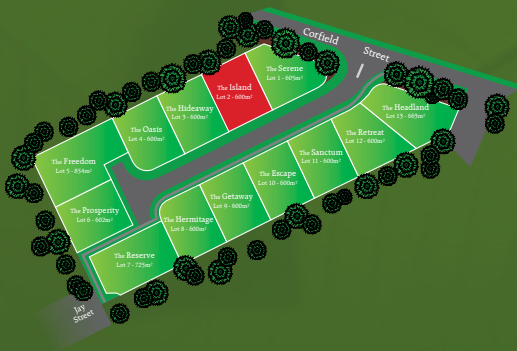 Corfield
Street
The Serene
Lot 1 - 605m²
The Island
Lot 2 - 600m²
The Hideaway
Lot 3 - 600m²
The Oasis
Lot 4 - 600m²
The Freedom
Lot 5 - 834m²
The Prosperity
Lot 6 - 602m²
The Reserve
Lot 7 - 725m²
The Hermitage
Lot 8 - 600m²
The Getaway
Lot 9 - 600m²
The Escape
Lot 10 - 600m²
The Sanctum
Lot 11 - 600m²
The Retreat
Lot 12 - 600m²
The Headland
Lot 13 - 665m²
Jay
Street